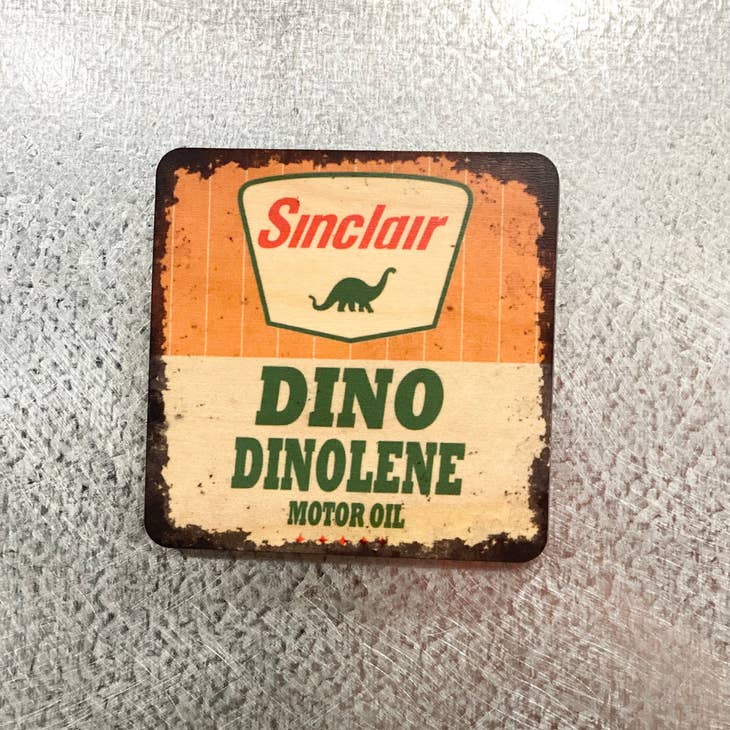 Sinclair
DINO
DINOLENE
MOTOR OIL